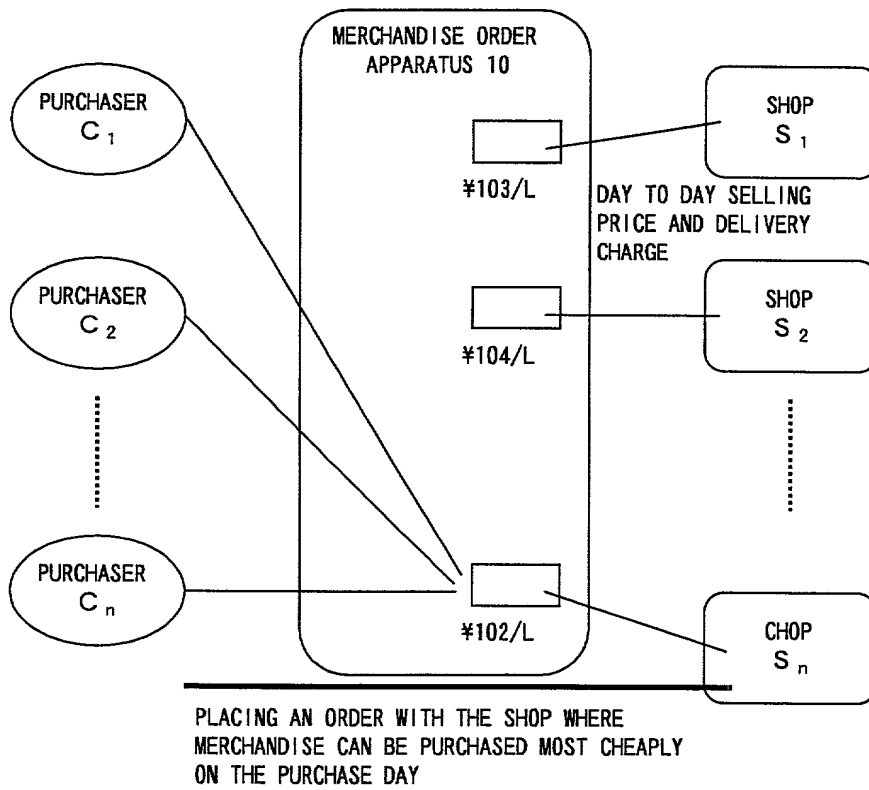 MERCHANDISE ORDER
APPARATUS 10
PURCHASER
C1
SHOP
S1
¥103/L
DAY TO DAY SELLING
PRICE AND DELIVERY
CHARGE
PURCHASER
C2
SHOP
S2
¥104/L
PURCHASER
Cn
¥102/L
CHOP
Sn
PLACING AN ORDER WITH THE SHOP WHERE
MERCHANDISE CAN BE PURCHASED MOST CHEAPLY
ON THE PURCHASE DAY